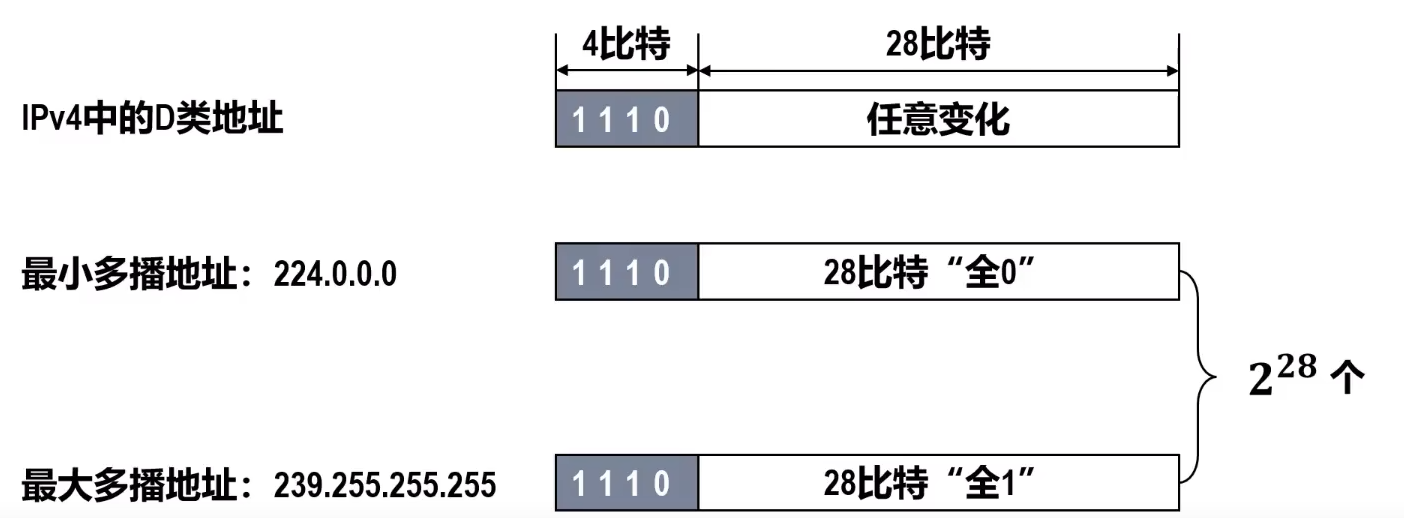 4比特 28比特
IPv4中的D类地址 1 1 1 0 任意变化
最小多播地址：224.0.0.0 1 1 1 0 28比特“全0”
2^28 个
最大多播地址：239.255.255.255 1 1 1 0 28比特“全1”